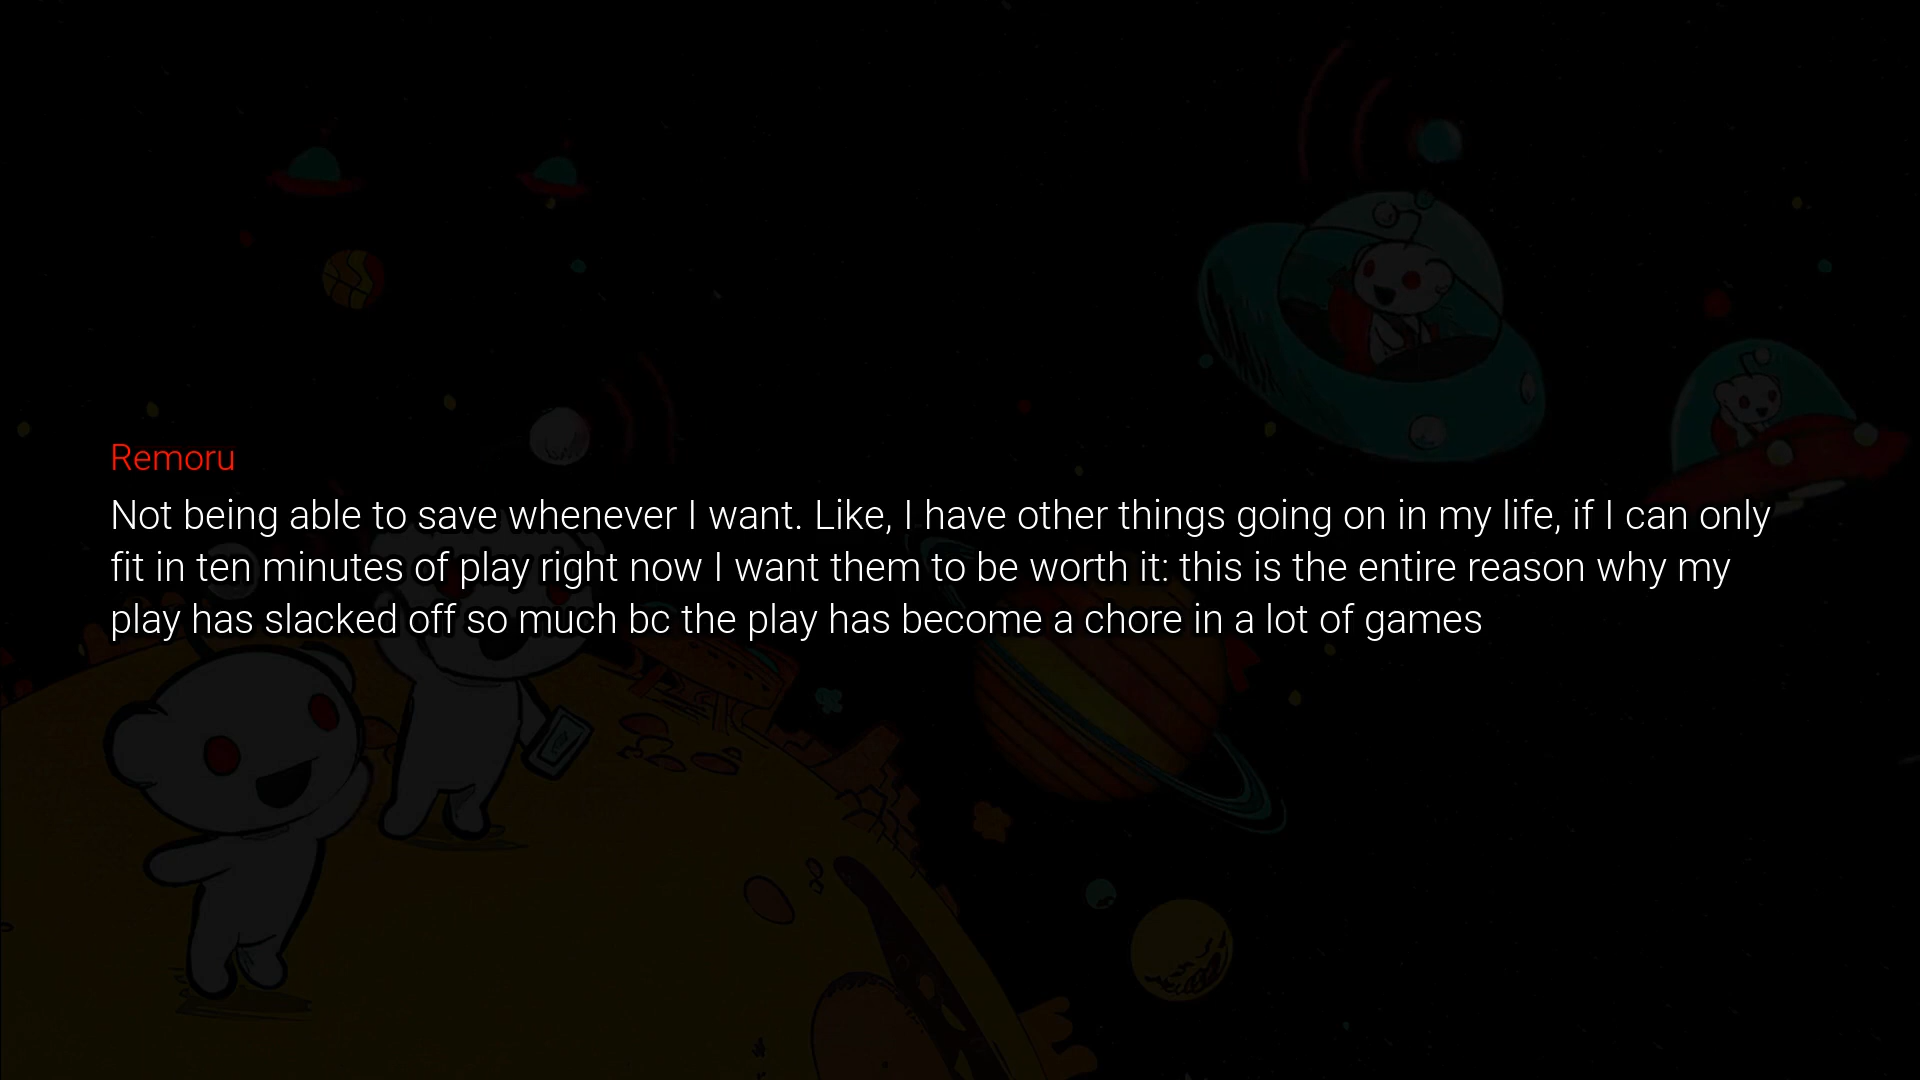 Remoru
Not being able to save whenever I want. Like, I have other things going on in my life, if I can only
fit in ten minutes of play right now I want them to be worth it: this is the entire reason why my
play has slacked off so much bc the play has become a chore in a lot of games